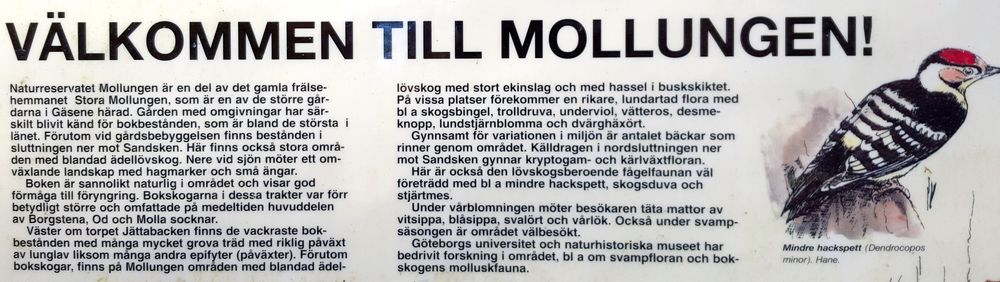 VÄLKOMMEN TILL MOLLUNGEN!
Naturreservatet Mollungen är en del av det gamla frälse-
hemmanet Stora Mollungen, som är en av de större går-
darna i Gäsene härad. Gården med omgivningar har sär-
skilt blivit känd för bokbestånden, som är bland de största i
länet. Förutom vid gårdsbebyggelsen finns bestånden i
sluttningen ner mot Sandsken. Här finns också stora områ-
den med blandad ädellövskog. Nere vid sjön möter ett om-
växlande landskap med hagmarker och små ängar.
Boken är sannolikt naturlig i området och visar god
förmåga till föryngring. Bokskogarna i dessa trakter var förr
betydligt större och omfattade på medeltiden huvuddelen
av Borgstena, Od och Molla socknar.
Väster om torpet Jättabacken finns de vackraste bok-
bestånden med många mycket grova träd med riklig påväxt
av lunglav liksom många andra epifyter (påväxter). Förutom
bokskogar, finns på Mollungen områden med blandad ädel-
lövskog med stort ekinslag och med hassel i buskskiktet.
På vissa platser förekommer en rikare, lundartad flora med
bl a skogsbingel, trolldruva, underviol, vätteros, desme-
knopp, lundstjärnblomma och dvärghäxört.
Gynnsamt för variationen i miljön är antalet bäckar som
rinner genom området. Källdragen i nordsluttningen ner
mot Sandsken gynnar kryptogam- och kärlväxtfloran.
Här är också den lövskogsberoende fågelfaunan väl
företrädd med bl a mindre hackspett, skogsduva och
stjärtmes.
Under vårblomningen möter besökaren täta mattor av
vitsippa, blåsippa, svalört och vårlök. Också under svamp-
säsongen är området välbesökt.
Göteborgs universitet och naturhistoriska museet har
bedrivit forskning i området, bl a om svampfloran och bok-
skogens molluskfauna.
Mindre hackspett (Dendrocopos
minor). Hane.